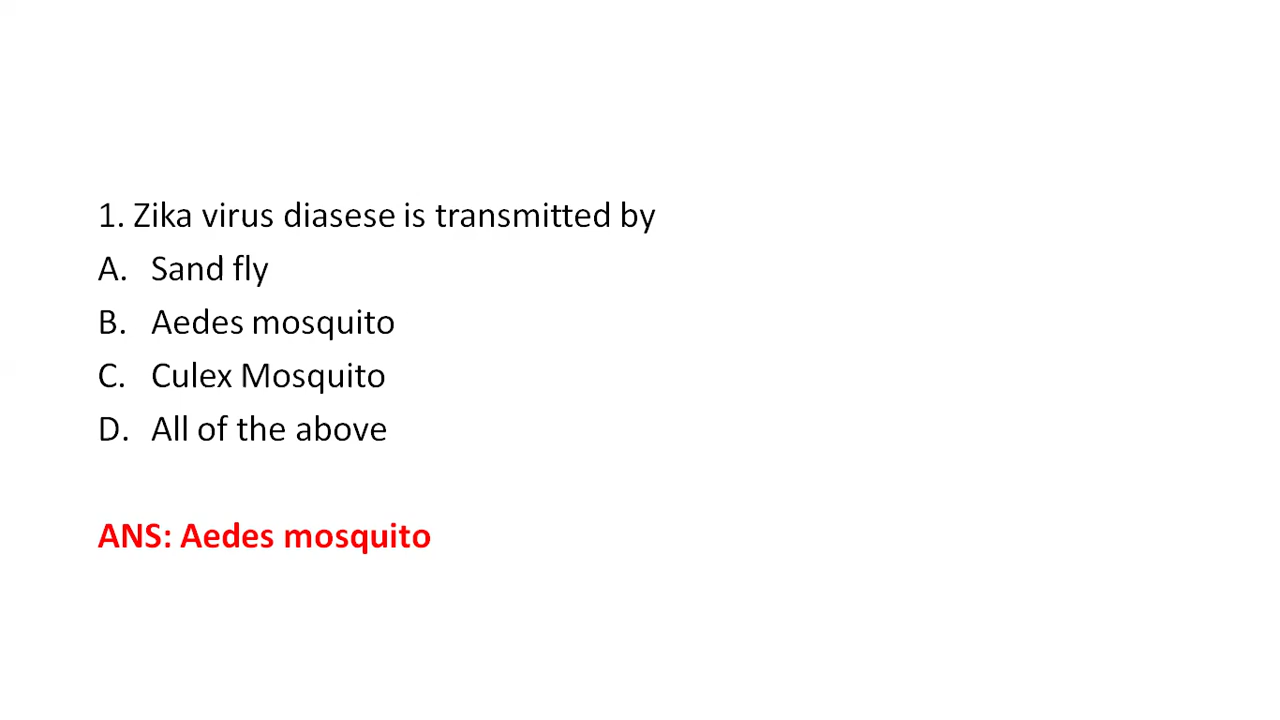 1. Zika virus diasese is transmitted by
A. Sand fly
B. Aedes mosquito
C. Culex Mosquito
D. All of the above
ANS: Aedes mosquito